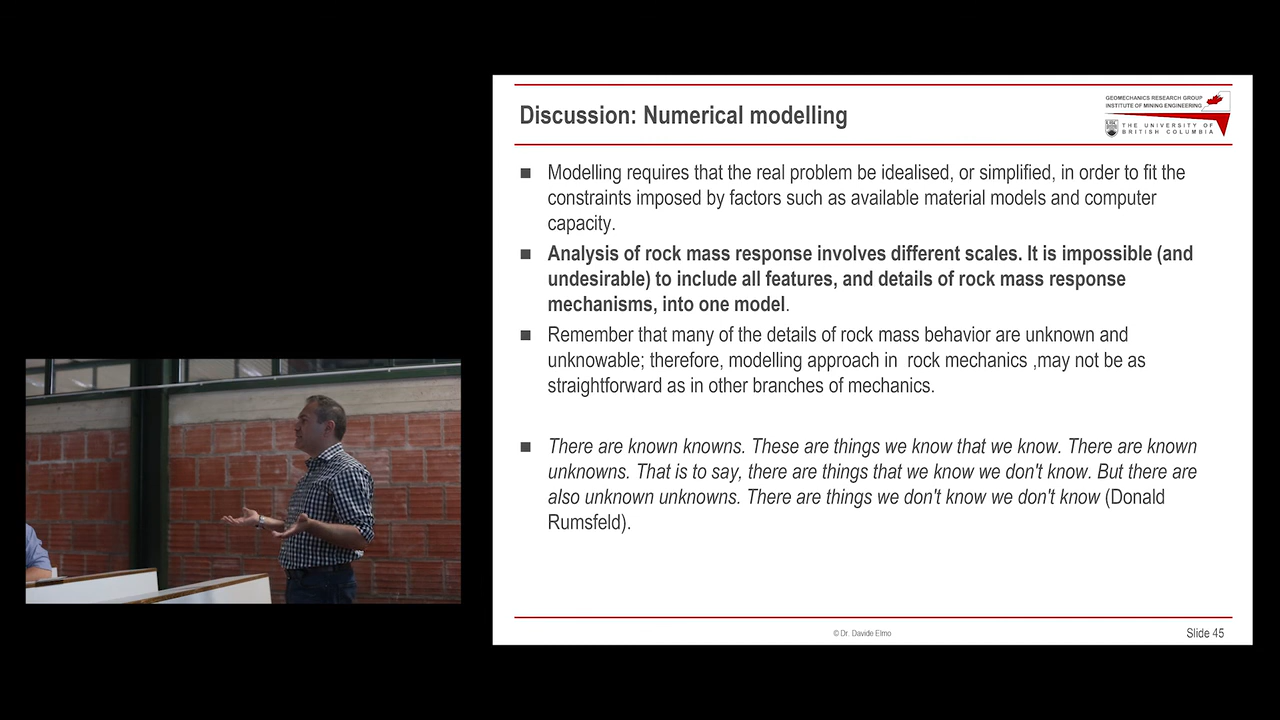 Discussion: Numerical modelling
GEOMECHANICS RESEARCH GROUP
INSTITUTE OF MINING ENGINEERING
THE UNIVERSITY OF
BRITISH COLUMBIA
■ Modelling requires that the real problem be idealised, or simplified, in order to fit the
constraints imposed by factors such as available material models and computer
capacity.
■ Analysis of rock mass response involves different scales. It is impossible (and
undesirable) to include all features, and details of rock mass response
mechanisms, into one model.
■ Remember that many of the details of rock mass behavior are unknown and
unknowable; therefore, modelling approach in rock mechanics ,may not be as
straightforward as in other branches of mechanics.
■ There are known knowns. These are things we know that we know. There are known
unknowns. That is to say, there are things that we know we don't know. But there are
also unknown unknowns. There are things we don't know we don't know (Donald
Rumsfeld).
© Dr. Davide Elmo
Slide 45